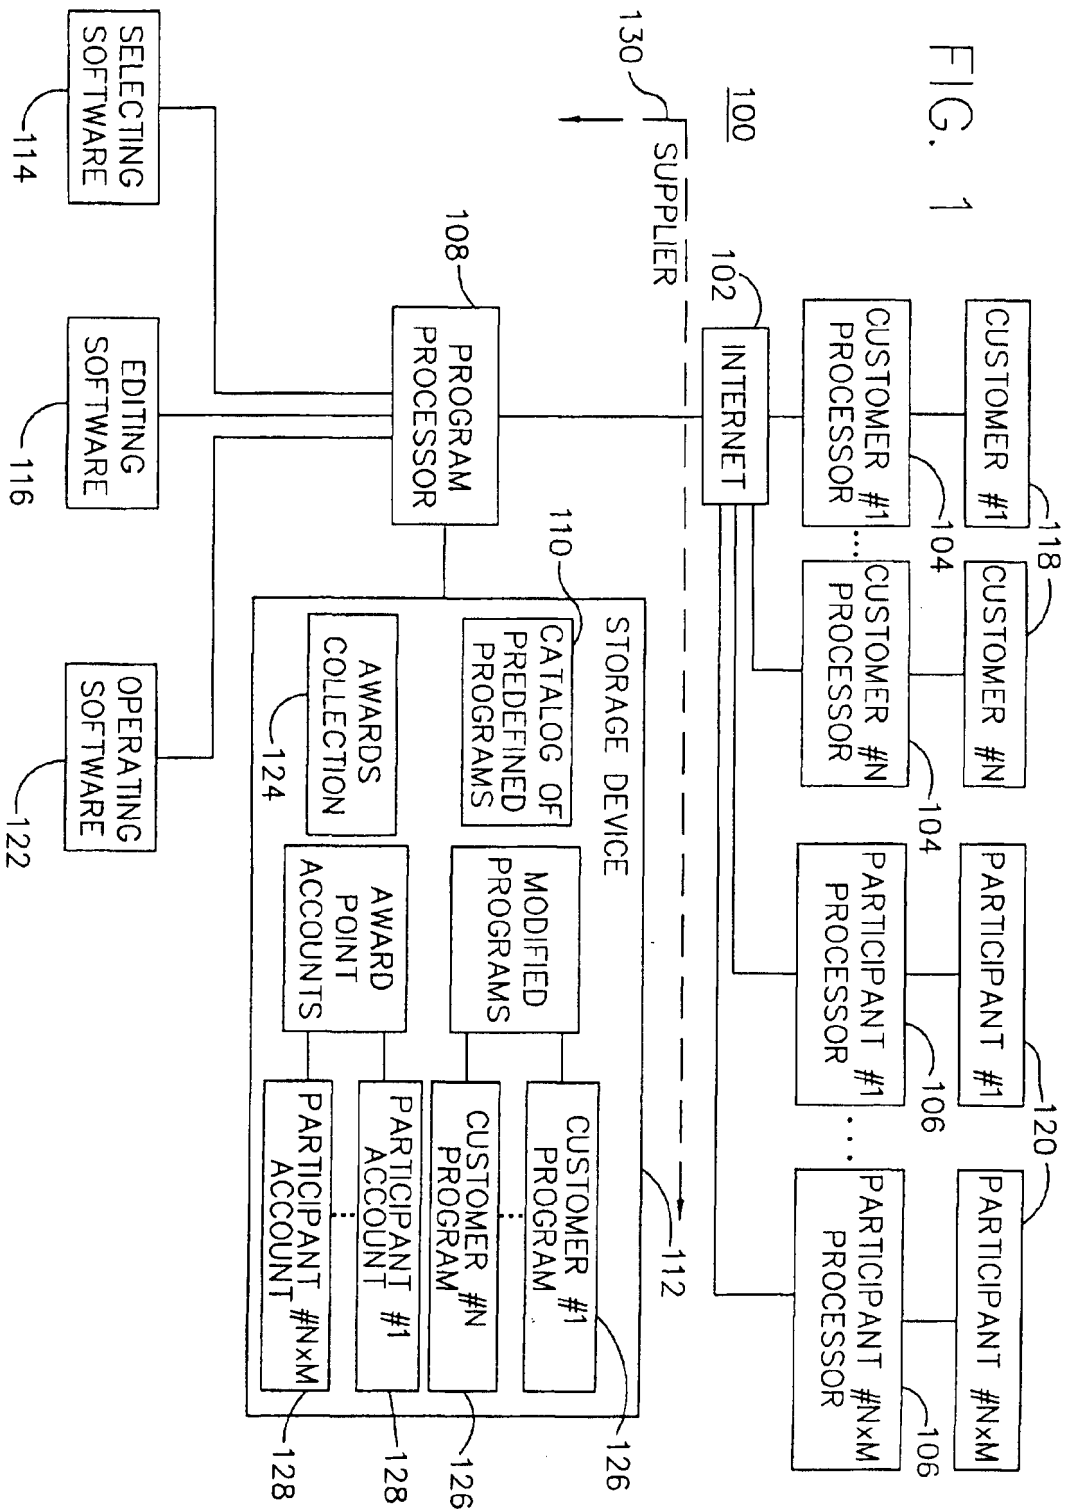 FIG. 1
100
CUSTOMER #1
118
CUSTOMER #N
PARTICIPANT #1
120
PARTICIPANT #NxM
CUSTOMER #1
PROCESSOR
104
...
CUSTOMER #N
PROCESSOR
104
PARTICIPANT #1
PROCESSOR
106
...
PARTICIPANT #NxM
PROCESSOR
106
102
INTERNET
130
SUPPLIER
108
PROGRAM
PROCESSOR
STORAGE DEVICE
112
110
CATALOG OF
PREDEFINED
PROGRAMS
MODIFIED
PROGRAMS
CUSTOMER #1
PROGRAM
126
...
CUSTOMER #N
PROGRAM
126
AWARDS
COLLECTION
124
AWARD
POINT
ACCOUNTS
PARTICIPANT #1
ACCOUNT
128
...
PARTICIPANT #NxM
ACCOUNT
128
SELECTING
SOFTWARE
114
EDITING
SOFTWARE
116
OPERATING
SOFTWARE
122